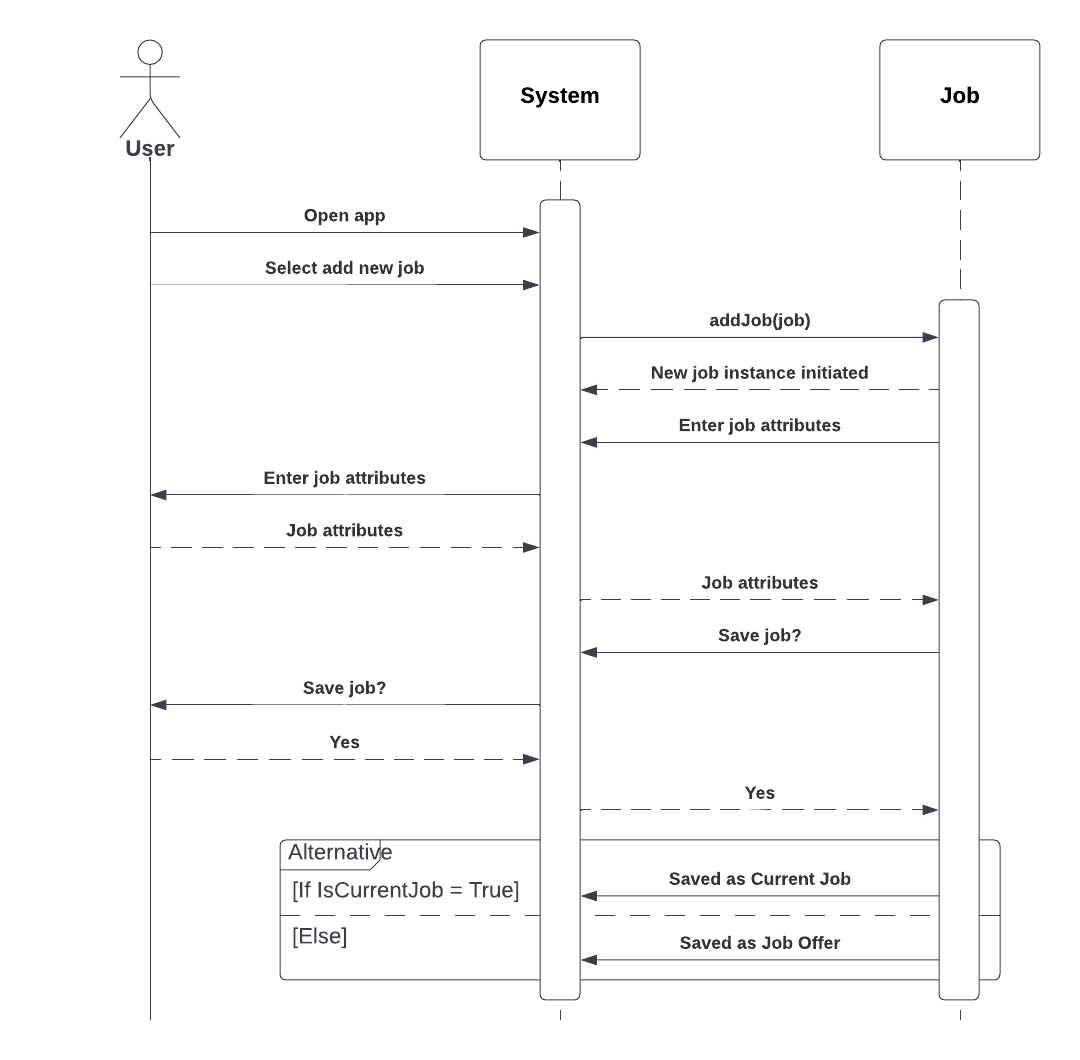 User
System
Job
Open app
Select add new job
addJob(job)
New job instance initiated
Enter job attributes
Enter job attributes
Job attributes
Job attributes
Save job?
Save job?
Yes
Yes
Alternative
[If IsCurrentJob = True]
Saved as Current Job
[Else]
Saved as Job Offer